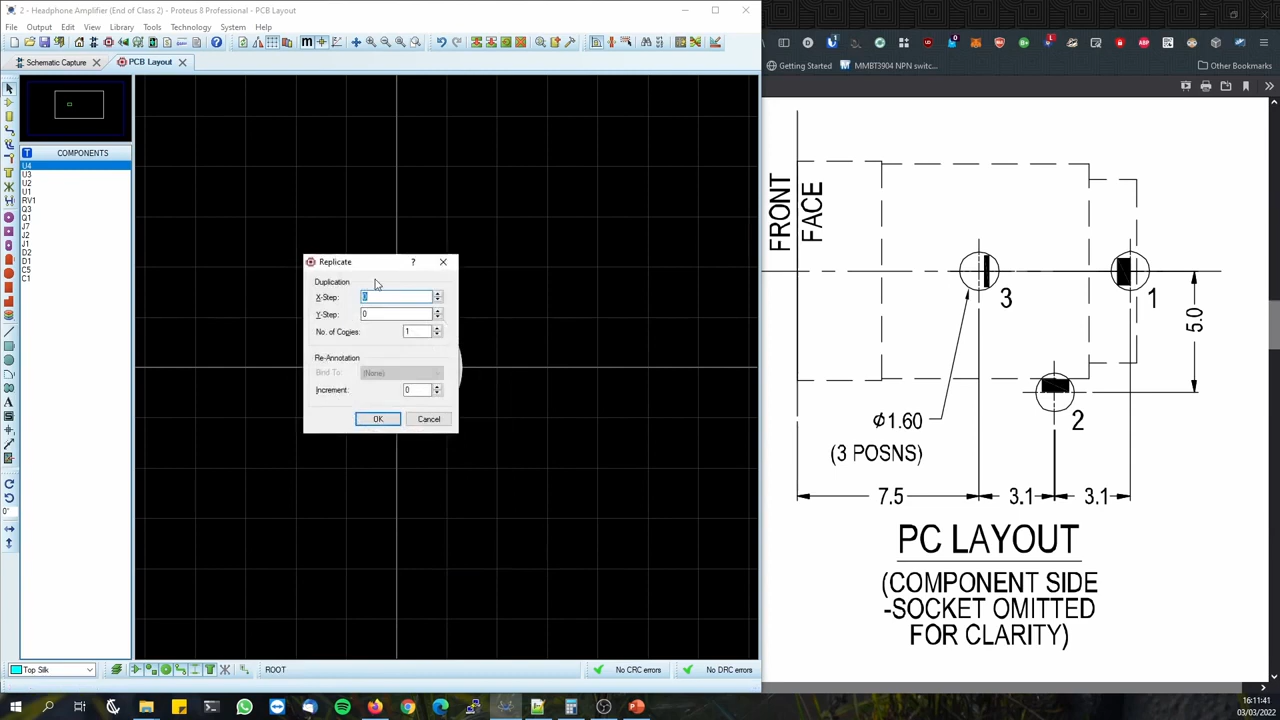 2 - Headphone Amplifier (End of Class 2) - Proteus 8 Professional - PCB Layout
File Output Edit View Library Tools Technology System Help
Schematic Capture PCB Layout
Getting Started MMBT3904 NPN switc... Other Bookmarks
COMPONENTS
U4
U3
U2
U1
RV1
Q3
Q1
J7
J2
J1
D2
D1
C5
C1
0°
Replicate
Duplication
X-Step: 0
Y-Step: 0
No. of Copies: 1
Re-Annotation
Bind To: (None)
Increment: 0
OK Cancel
Top Silk ROOT No CRC errors No DRC errors
FRONT
FACE
3
1
5.0
2
Φ1.60
(3 POSNS)
7.5 3.1 3.1
PC LAYOUT
(COMPONENT SIDE
-SOCKET OMITTED
FOR CLARITY)
16:11:41
03/03/2022